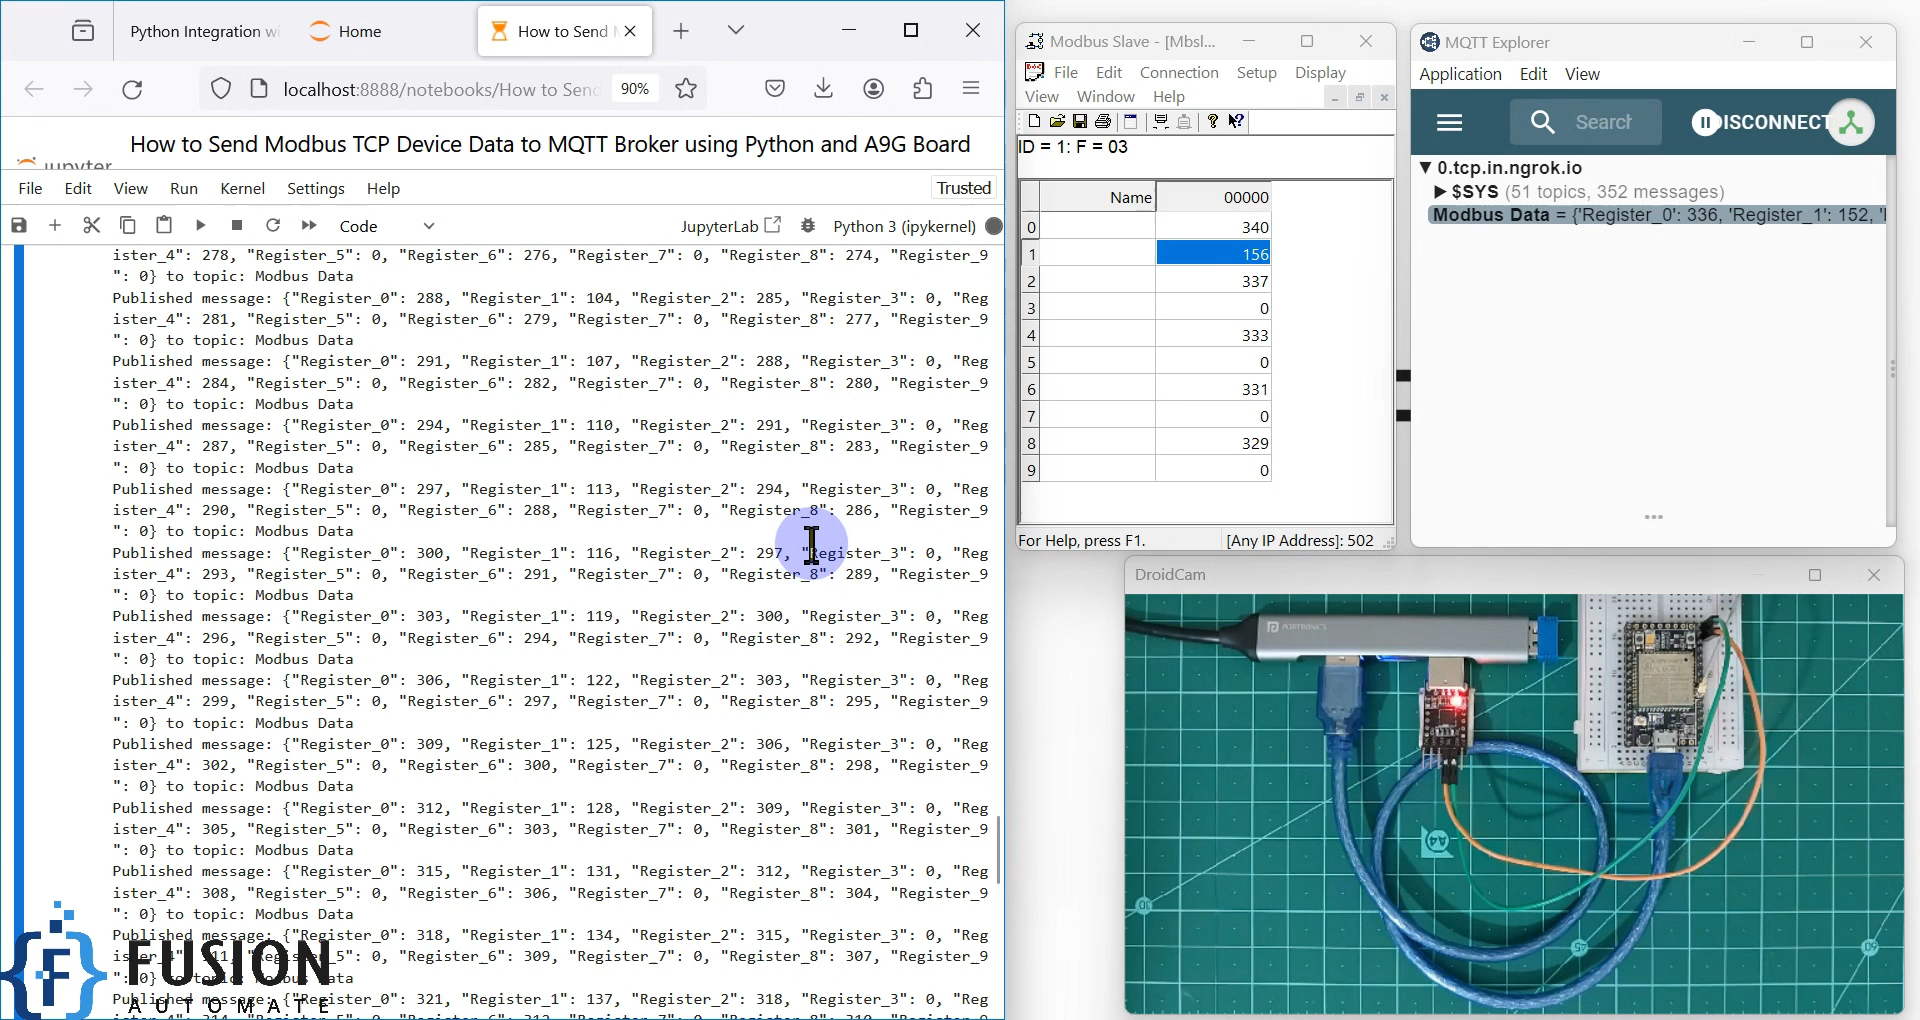 Python Integration wi
Home
How to Send M
localhost:8888/notebooks/How to Send
90%
How to Send Modbus TCP Device Data to MQTT Broker using Python and A9G Board
jupyter
File Edit View Run Kernel Settings Help
Trusted
Code
JupyterLab
Python 3 (ipykernel)
ister_4": 278, "Register_5": 0, "Register_6": 276, "Register_7": 0, "Register_8": 274, "Register_9
": 0} to topic: Modbus Data
Published message: {"Register_0": 288, "Register_1": 104, "Register_2": 285, "Register_3": 0, "Reg
ister_4": 281, "Register_5": 0, "Register_6": 279, "Register_7": 0, "Register_8": 277, "Register_9
": 0} to topic: Modbus Data
Published message: {"Register_0": 291, "Register_1": 107, "Register_2": 288, "Register_3": 0, "Reg
ister_4": 284, "Register_5": 0, "Register_6": 282, "Register_7": 0, "Register_8": 280, "Register_9
": 0} to topic: Modbus Data
Published message: {"Register_0": 294, "Register_1": 110, "Register_2": 291, "Register_3": 0, "Reg
ister_4": 287, "Register_5": 0, "Register_6": 285, "Register_7": 0, "Register_8": 283, "Register_9
": 0} to topic: Modbus Data
Published message: {"Register_0": 297, "Register_1": 113, "Register_2": 294, "Register_3": 0, "Reg
ister_4": 290, "Register_5": 0, "Register_6": 288, "Register_7": 0, "Register_8": 286, "Register_9
": 0} to topic: Modbus Data
Published message: {"Register_0": 300, "Register_1": 116, "Register_2": 297, "Register_3": 0, "Reg
ister_4": 293, "Register_5": 0, "Register_6": 291, "Register_7": 0, "Register_8": 289, "Register_9
": 0} to topic: Modbus Data
Published message: {"Register_0": 303, "Register_1": 119, "Register_2": 300, "Register_3": 0, "Reg
ister_4": 296, "Register_5": 0, "Register_6": 294, "Register_7": 0, "Register_8": 292, "Register_9
": 0} to topic: Modbus Data
Published message: {"Register_0": 306, "Register_1": 122, "Register_2": 303, "Register_3": 0, "Reg
ister_4": 299, "Register_5": 0, "Register_6": 297, "Register_7": 0, "Register_8": 295, "Register_9
": 0} to topic: Modbus Data
Published message: {"Register_0": 309, "Register_1": 125, "Register_2": 306, "Register_3": 0, "Reg
ister_4": 302, "Register_5": 0, "Register_6": 300, "Register_7": 0, "Register_8": 298, "Register_9
": 0} to topic: Modbus Data
Published message: {"Register_0": 312, "Register_1": 128, "Register_2": 309, "Register_3": 0, "Reg
ister_4": 305, "Register_5": 0, "Register_6": 303, "Register_7": 0, "Register_8": 301, "Register_9
": 0} to topic: Modbus Data
Published message: {"Register_0": 315, "Register_1": 131, "Register_2": 312, "Register_3": 0, "Reg
ister_4": 308, "Register_5": 0, "Register_6": 306, "Register_7": 0, "Register_8": 304, "Register_9
": 0} to topic: Modbus Data
Published message: {"Register_0": 318, "Register_1": 134, "Register_2": 315, "Register_3": 0, "Reg
ister_4": 311, "Register_5": 0, "Register_6": 309, "Register_7": 0, "Register_8": 307, "Register_9
": 0} to topic: Modbus Data
Published message: {"Register_0": 321, "Register_1": 137, "Register_2": 318, "Register_3": 0, "Reg
FUSION
AUTOMATE
Modbus Slave - [Mbsl...
File Edit Connection Setup Display
View Window Help
ID = 1: F = 03
Name 00000
0 340
1 156
2 337
3 0
4 333
5 0
6 331
7 0
8 329
9 0
For Help, press F1. [Any IP Address]: 502
MQTT Explorer
Application Edit View
Search
DISCONNECT
0.tcp.in.ngrok.io
$SYS (51 topics, 352 messages)
Modbus Data = {'Register_0': 336, 'Register_1': 152, '
DroidCam
PORTRONICS
A4